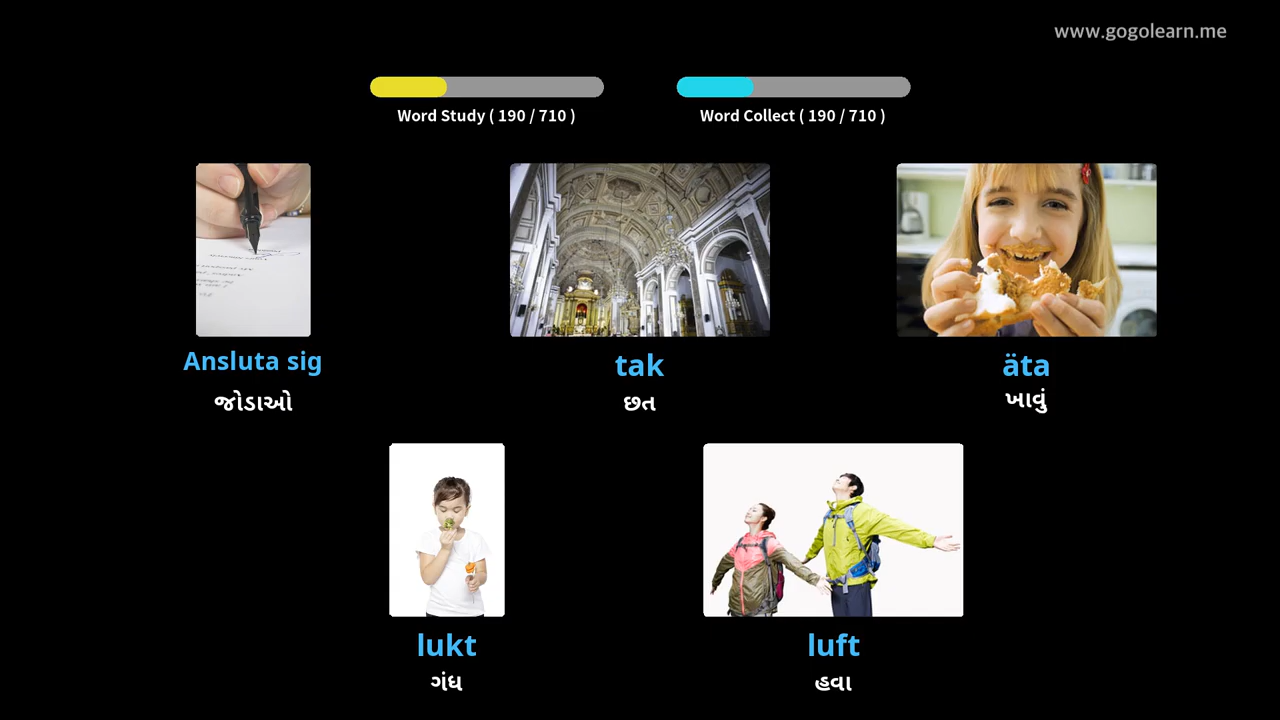 www.gogolearn.me
Word Study ( 190 / 710 )
Word Collect ( 190 / 710 )
Ansluta sig
tak
äta
જોડાઓ
છત
ખાવું
lukt
luft
ગંધ
હવા